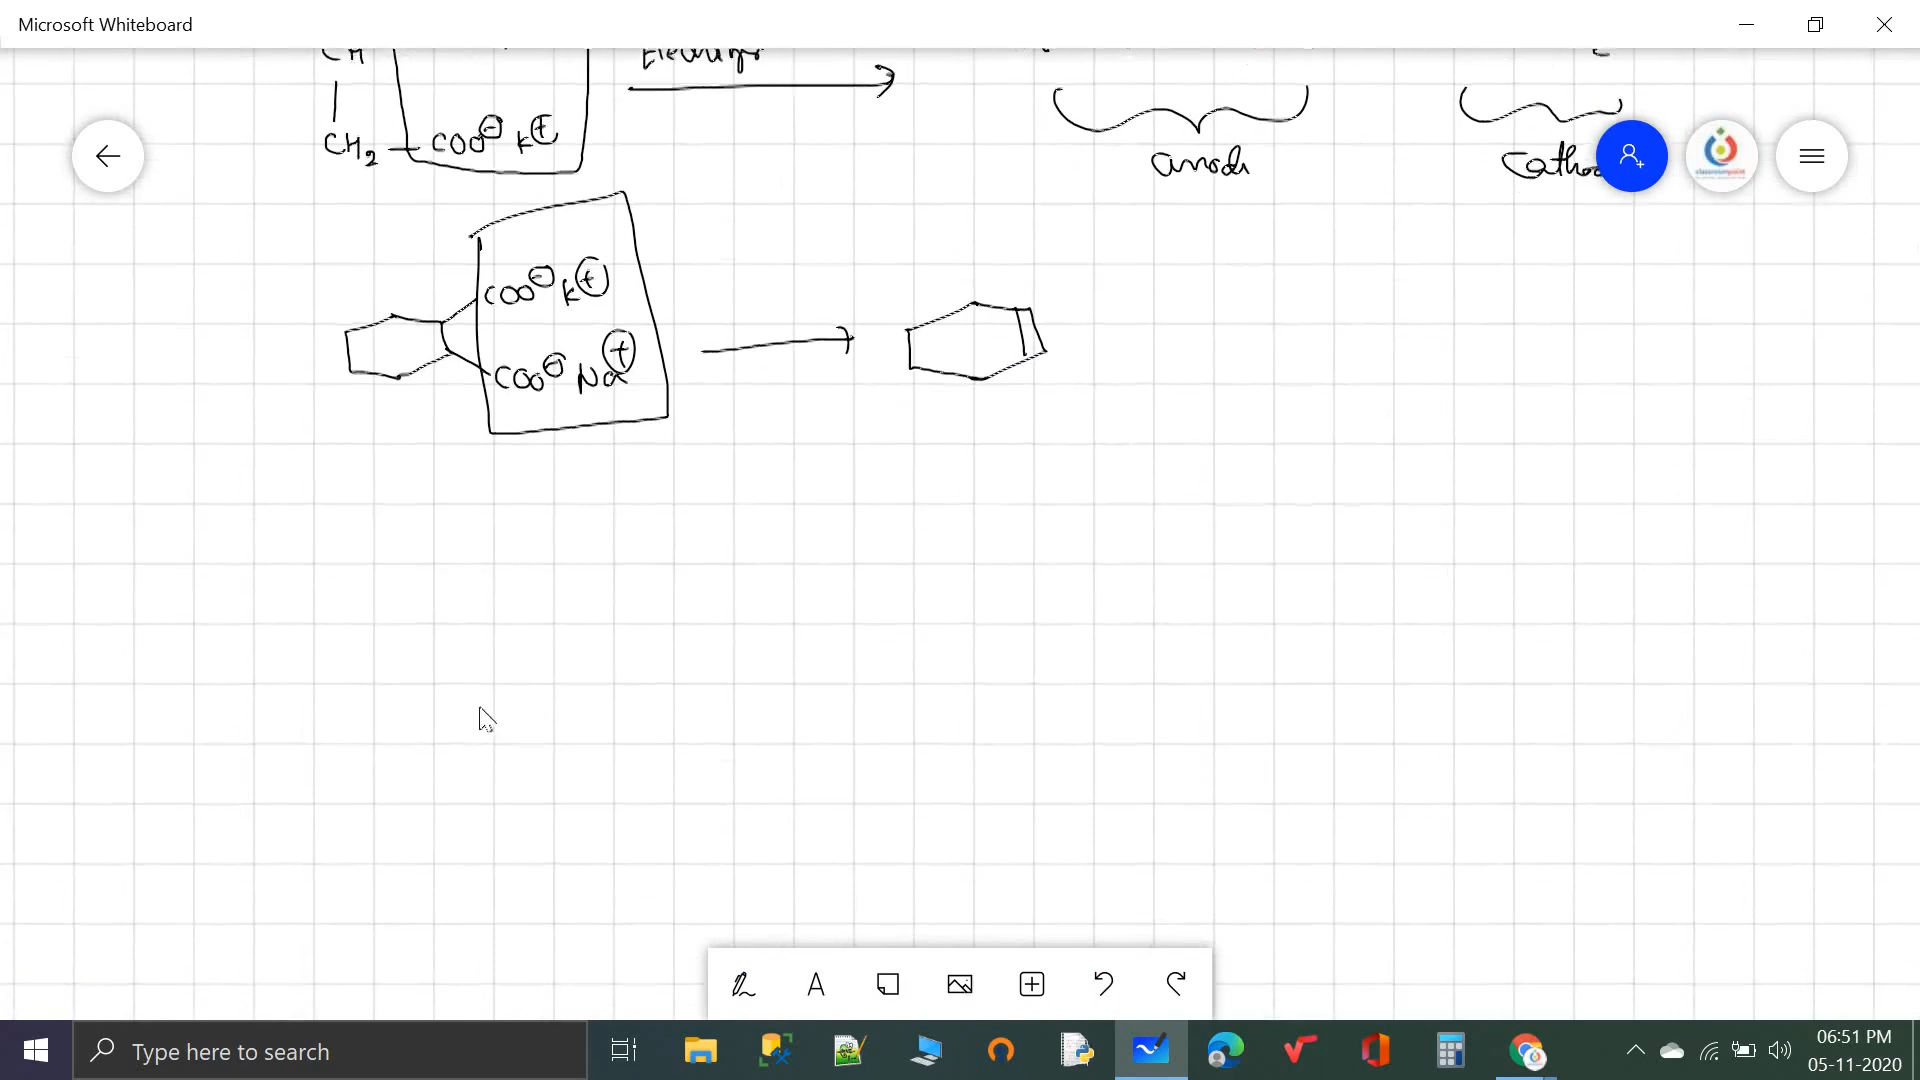 Microsoft Whiteboard
CH
CH2 – COO⊖ K⊕
anode
COO⊖ K⊕
COO⊖ Na⊕
Type here to search
06:51 PM
05-11-2020